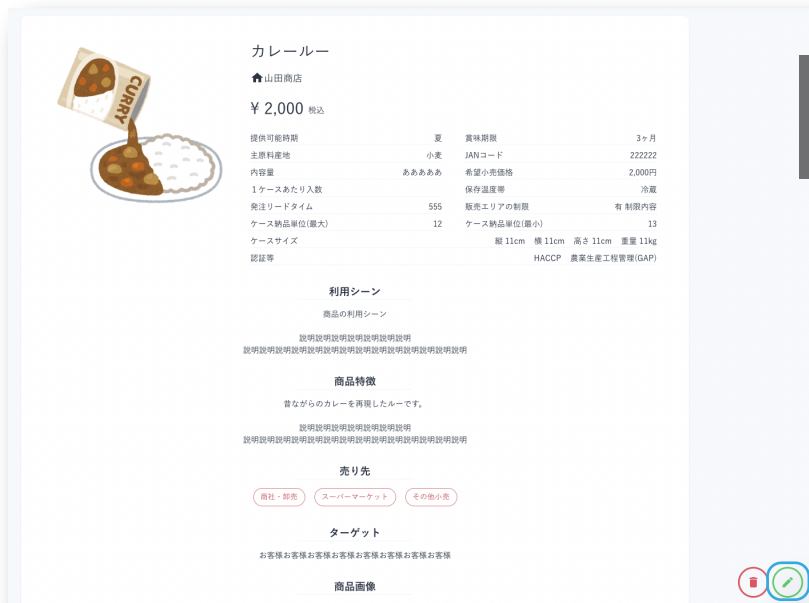 カレールー
CURRY
山田商店
¥ 2,000 税込
提供可能時期 夏 賞味期限 3ヶ月
主原料産地 小麦 JANコード 222222
内容量 あああああ 希望小売価格 2,000円
1ケースあたり入数 保存温度帯 冷蔵
発注リードタイム 555 販売エリアの制限 有 制限内容
ケース納品単位(最大) 12 ケース納品単位(最小) 13
ケースサイズ 縦 11cm 横 11cm 高さ 11cm 重量 11kg
認証等 HACCP 農業生産工程管理(GAP)
利用シーン
商品の利用シーン
説明説明説明説明説明説明説明
説明説明説明説明説明説明説明説明説明説明説明説明説明説明
商品特徴
昔ながらのカレーを再現したルーです。
説明説明説明説明説明説明説明
説明説明説明説明説明説明説明説明説明説明説明説明説明説明
売り先
商社・卸売 スーパーマーケット その他小売
ターゲット
お客様お客様お客様お客様お客様お客様お客様お客様
商品画像